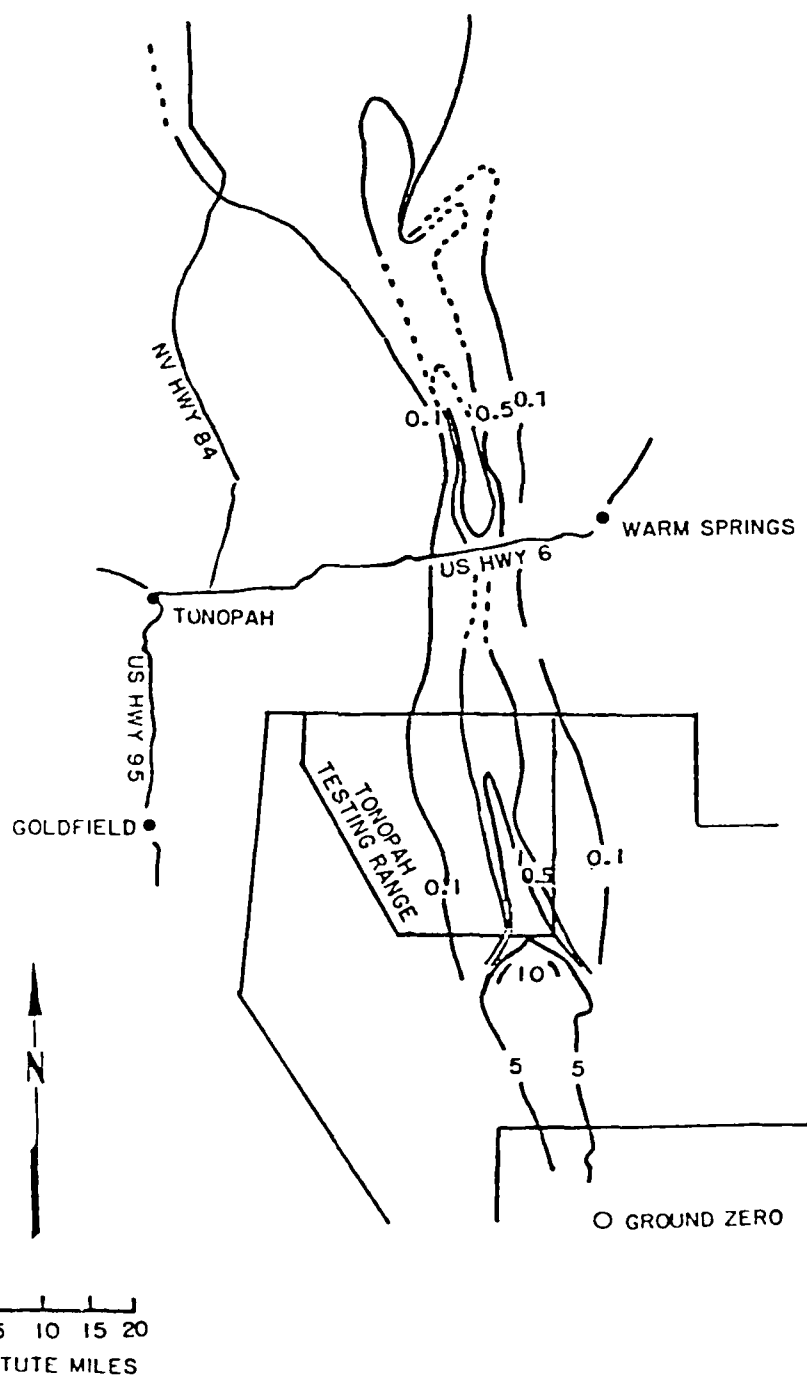 NV HWY 84
0.1
0.5
0.1
WARM SPRINGS
US HWY 6
TONOPAH
US HWY 95
GOLDFIELD
TONOPAH
TESTING RANGE
0.1
0.5
0.1
10
N
5
5
GROUND ZERO
10 15 20
TUTE MILES